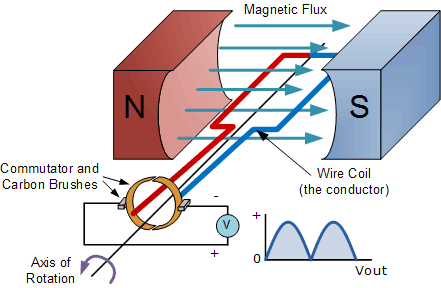 Magnetic Flux
N
S
Commutator and
Carbon Brushes
Wire Coil
(the conductor)
-
V
+
+
0
Vout
Axis of
Rotation